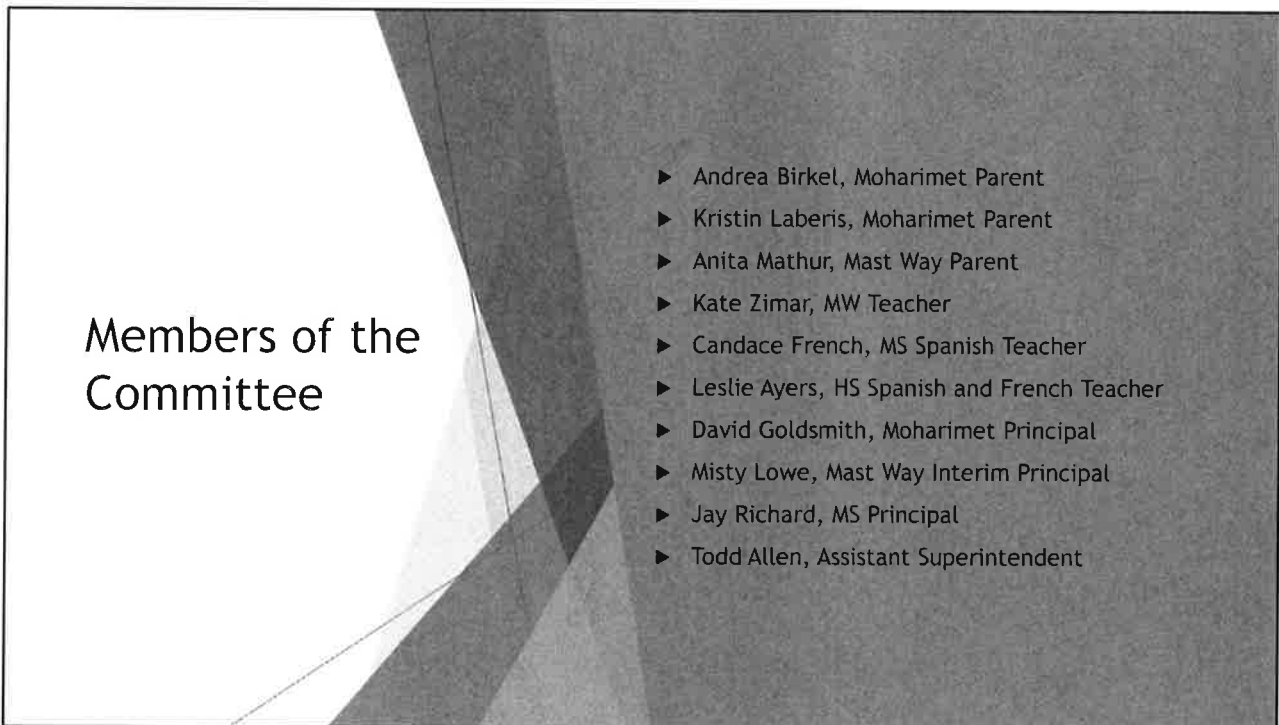 Members of the
Committee
▶ Andrea Birkel, Moharimet Parent
▶ Kristin Laberis, Moharimet Parent
▶ Anita Mathur, Mast Way Parent
▶ Kate Zimar, MW Teacher
▶ Candace French, MS Spanish Teacher
▶ Leslie Ayers, HS Spanish and French Teacher
▶ David Goldsmith, Moharimet Principal
▶ Misty Lowe, Mast Way Interim Principal
▶ Jay Richard, MS Principal
▶ Todd Allen, Assistant Superintendent